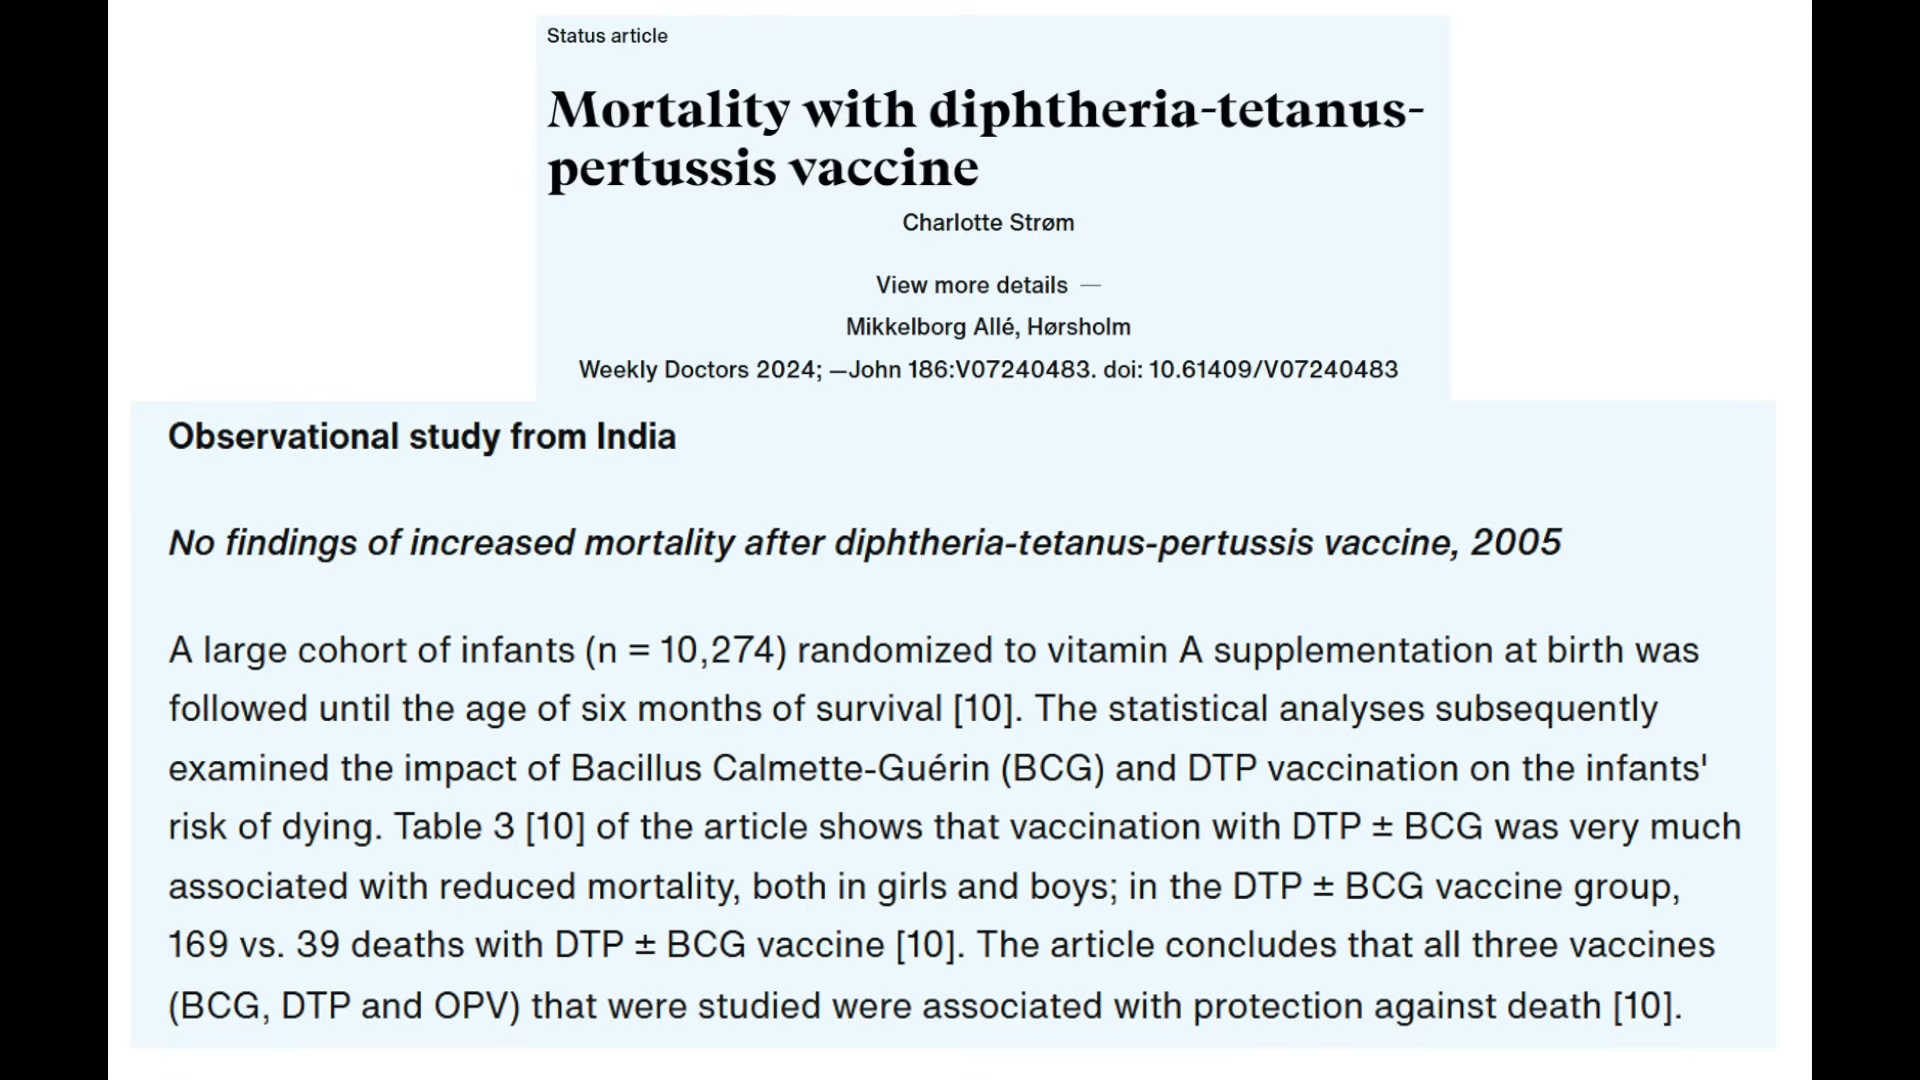 Status article
Mortality with diphtheria-tetanus-
pertussis vaccine
Charlotte Strøm
View more details —
Mikkelborg Allé, Hørsholm
Weekly Doctors 2024; —John 186:V07240483. doi: 10.61409/V07240483
Observational study from India
No findings of increased mortality after diphtheria-tetanus-pertussis vaccine, 2005
A large cohort of infants (n = 10,274) randomized to vitamin A supplementation at birth was
followed until the age of six months of survival [10]. The statistical analyses subsequently
examined the impact of Bacillus Calmette-Guérin (BCG) and DTP vaccination on the infants'
risk of dying. Table 3 [10] of the article shows that vaccination with DTP ± BCG was very much
associated with reduced mortality, both in girls and boys; in the DTP ± BCG vaccine group,
169 vs. 39 deaths with DTP ± BCG vaccine [10]. The article concludes that all three vaccines
(BCG, DTP and OPV) that were studied were associated with protection against death [10].